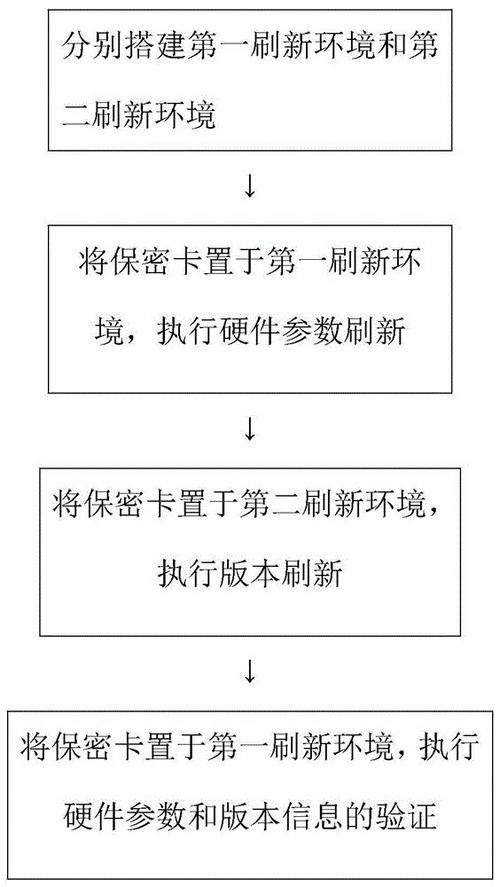 分别搭建第一刷新环境和第
二刷新环境
↓
将保密卡置于第一刷新环
境，执行硬件参数刷新
↓
将保密卡置于第二刷新环境，
执行版本刷新
↓
将保密卡置于第一刷新环境，执行
硬件参数和版本信息的验证